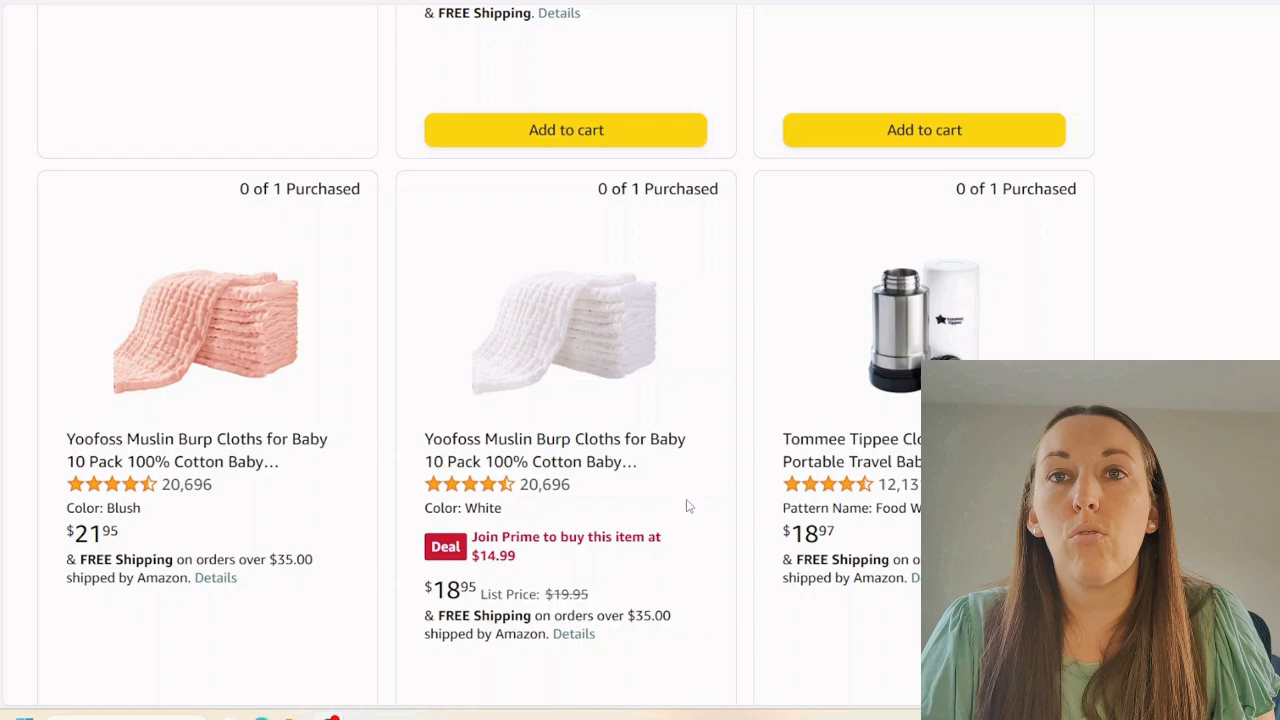 & FREE Shipping. Details
Add to cart
Add to cart
0 of 1 Purchased
0 of 1 Purchased
0 of 1 Purchased
tommee
tippee
Yoofoss Muslin Burp Cloths for Baby
10 Pack 100% Cotton Baby…
20,696
Color: Blush
$21 95
& FREE Shipping on orders over $35.00
shipped by Amazon. Details
Yoofoss Muslin Burp Cloths for Baby
10 Pack 100% Cotton Baby…
20,696
Color: White
Deal
Join Prime to buy this item at
$14.99
$18 95 List Price: $19.95
& FREE Shipping on orders over $35.00
shipped by Amazon. Details
Tommee Tippee Clo
Portable Travel Bab
12,13
Pattern Name: Food W
$18 97
& FREE Shipping on o
shipped by Amazon. D